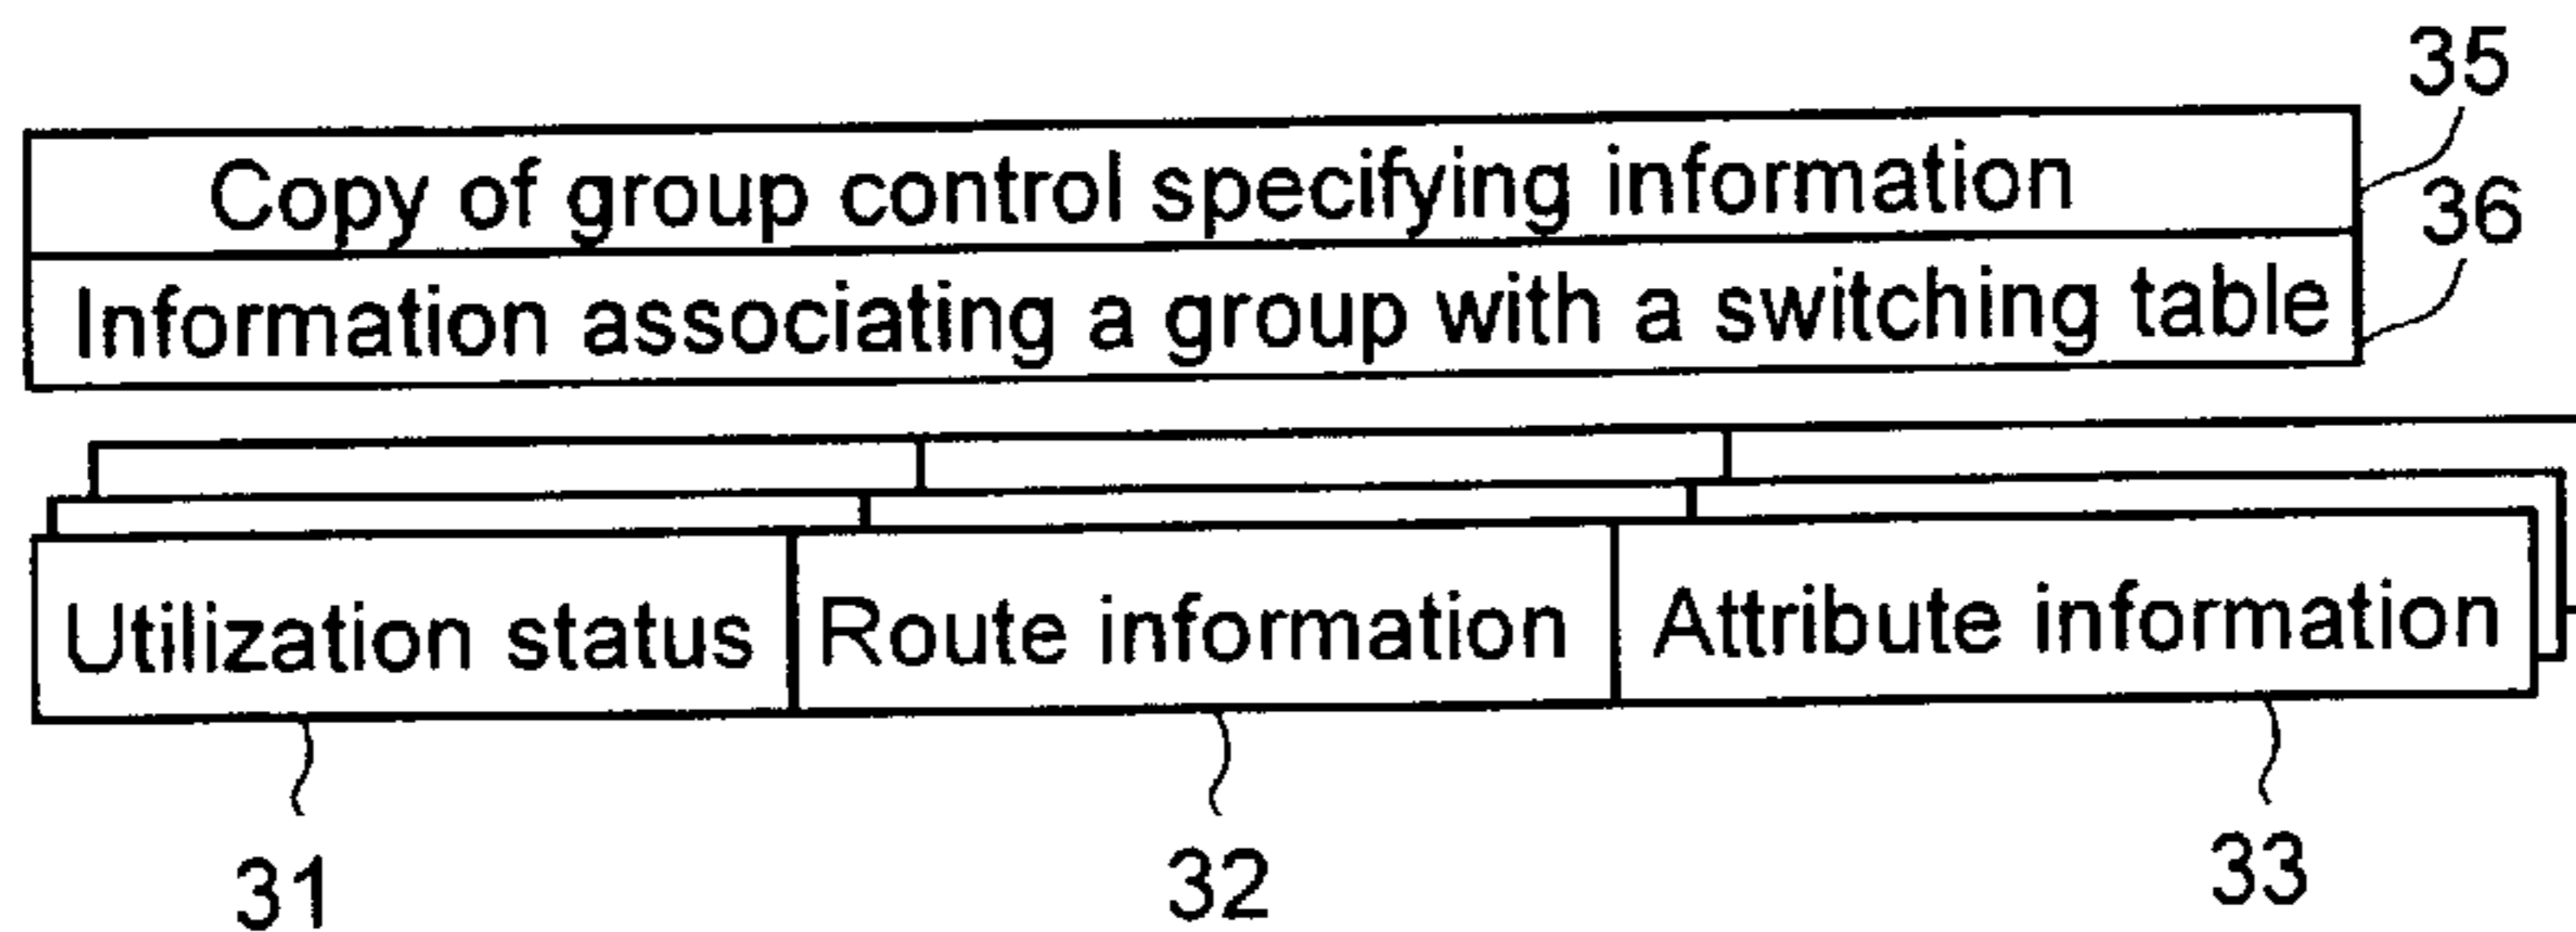 35
Copy of group control specifying information
36
Information associating a group with a switching table
Utilization status Route information Attribute information
31 32 33